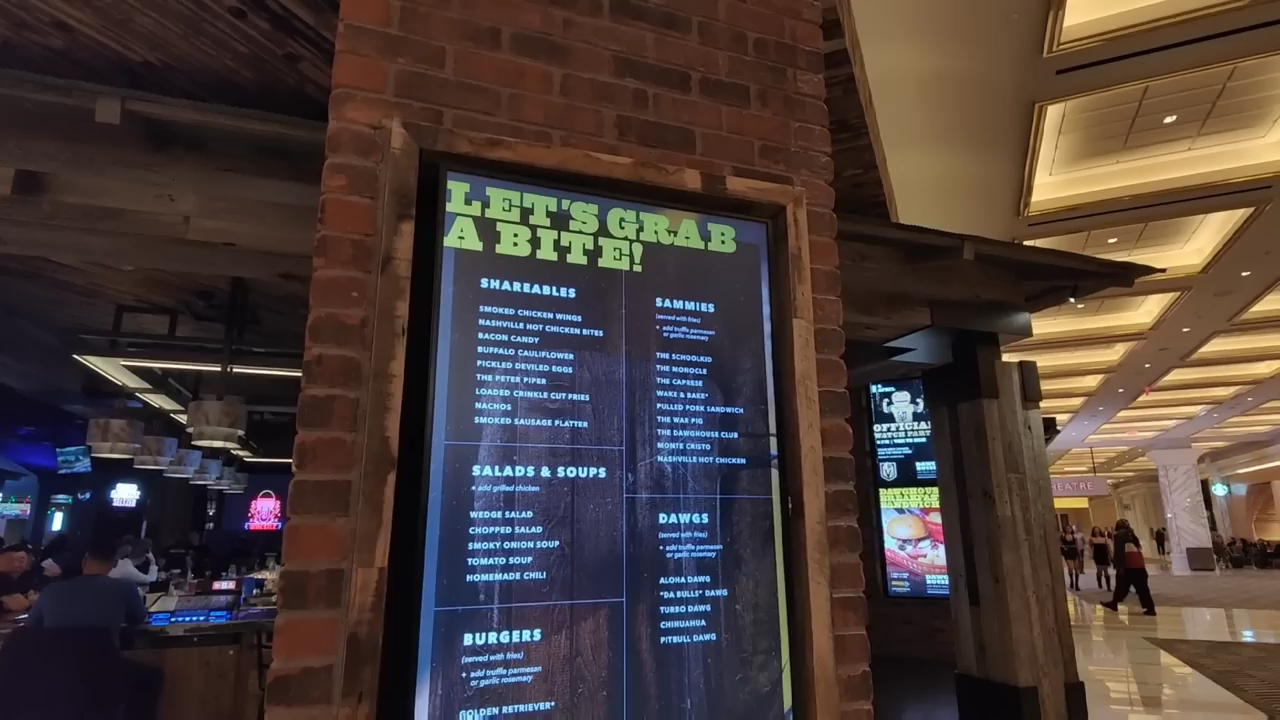 LET'S GRAB
A BITE!
SHAREABLES
SMOKED CHICKEN WINGS
NASHVILLE HOT CHICKEN BITES
BACON CANDY
BUFFALO CAULIFLOWER
PICKLED DEVILED EGGS
THE PETER PIPER
LOADED CRINKLE CUT FRIES
NACHOS
SMOKED SAUSAGE PLATTER
SALADS & SOUPS
+ add grilled chicken
WEDGE SALAD
CHOPPED SALAD
SMOKY ONION SOUP
TOMATO SOUP
HOMEMADE CHILI
BURGERS
(served with fries)
+ add truffle parmesan
or garlic rosemary
GOLDEN RETRIEVER*
SAMMIES
(served with fries)
+ add truffle parmesan
or garlic rosemary
THE SCHOOLKID
THE MONOCLE
THE CAPRESE
WAKE & BAKE*
PULLED PORK SANDWICH
THE WAR PIG
THE DAWGHOUSE CLUB
MONTE CRISTO
NASHVILLE HOT CHICKEN
DAWGS
(served with fries)
+ add truffle parmesan
or garlic rosemary
ALOHA DAWG
"DA BULLS" DAWG
TURBO DAWG
CHIHUAHUA
PITBULL DAWG
OFFICIAL
WATCH PART
DAWGHOUSE
BREAKFAST
SANDWICH
HEATRE